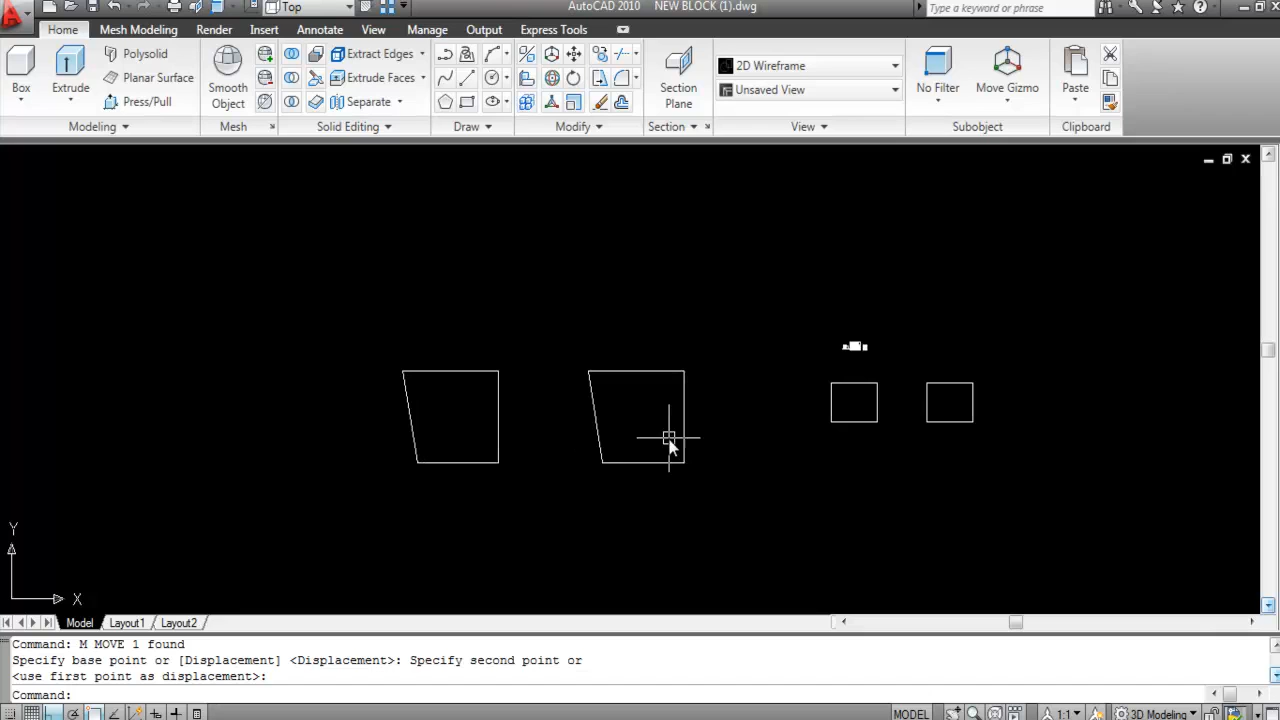 Top
AutoCAD 2010 NEW BLOCK (1).dwg
Type a keyword or phrase
Home Mesh Modeling Render Insert Annotate View Manage Output Express Tools
Box
Extrude
Polysolid
Planar Surface
Press/Pull
Modeling
Smooth
Object
Mesh
Extract Edges
Extrude Faces
Separate
Solid Editing
Draw
Modify
Section
Plane
Section
2D Wireframe
Unsaved View
View
No Filter
Move Gizmo
Subobject
Paste
Clipboard
Y
X
Model Layout1 Layout2
Command: M MOVE 1 found
Specify base point or [Displacement] <Displacement>: Specify second point or
<use first point as displacement>:
Command:
MODEL 1:1 3D Modeling